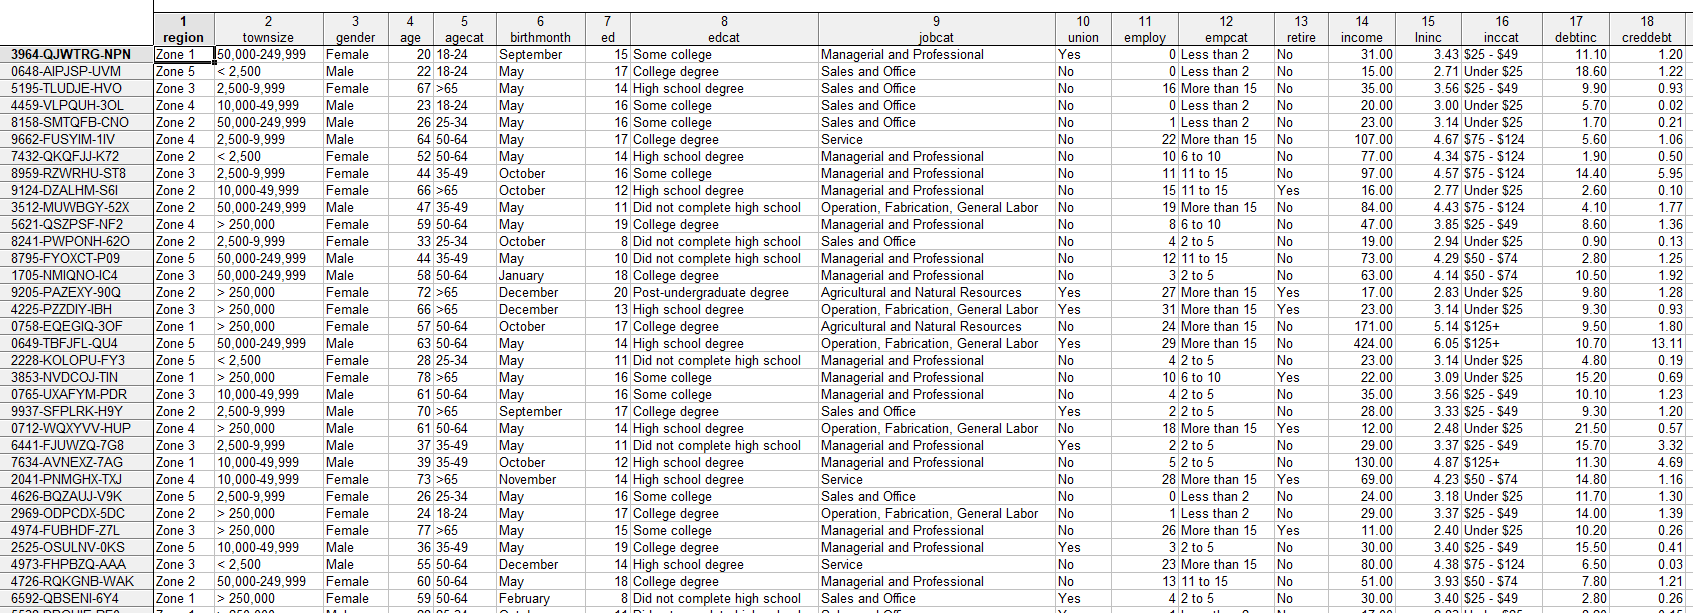 1 2 3 4 5 6 7 8 9 10 11 12 13 14 15 16 17 18
region townsize gender age agecat birthmonth ed edcat jobcat union employ empcat retire income lninc inccat debtinc creddebt
3964-QJWTRG-NPN Zone 1 50,000-249,999 Female 20 18-24 September 15 Some college Managerial and Professional Yes 0 Less than 2 No 31.00 3.43 $25 - $49 11.10 1.20
0648-AIPJSP-UVM Zone 5 < 2,500 Male 22 18-24 May 17 College degree Sales and Office No 0 Less than 2 No 15.00 2.71 Under $25 18.60 1.22
5195-TLUDJE-HVO Zone 3 2,500-9,999 Female 67 >65 May 14 High school degree Sales and Office No 16 More than 15 No 35.00 3.56 $25 - $49 9.90 0.93
4459-VLPQUH-3OL Zone 4 10,000-49,999 Male 23 18-24 May 16 Some college Sales and Office No 0 Less than 2 No 20.00 3.00 Under $25 5.70 0.02
8158-SMTQFB-CNO Zone 2 50,000-249,999 Male 26 25-34 May 16 Some college Sales and Office No 1 Less than 2 No 23.00 3.14 Under $25 1.70 0.21
9662-FUSYIM-1IV Zone 4 2,500-9,999 Male 64 50-64 May 17 College degree Service No 22 More than 15 No 107.00 4.67 $75 - $124 5.60 1.06
7432-QKQFJJ-K72 Zone 2 < 2,500 Female 52 50-64 May 14 High school degree Managerial and Professional No 10 6 to 10 No 77.00 4.34 $75 - $124 1.90 0.50
8959-RZWRHU-ST8 Zone 3 2,500-9,999 Female 44 35-49 October 16 Some college Managerial and Professional No 11 11 to 15 No 97.00 4.57 $75 - $124 14.40 5.95
9124-DZALHM-S6I Zone 2 10,000-49,999 Female 66 >65 October 12 High school degree Managerial and Professional No 15 11 to 15 Yes 16.00 2.77 Under $25 2.60 0.10
3512-MUWBGY-52X Zone 2 50,000-249,999 Male 47 35-49 May 11 Did not complete high school Operation, Fabrication, General Labor No 19 More than 15 No 84.00 4.43 $75 - $124 4.10 1.77
5621-QSZPSF-NF2 Zone 4 > 250,000 Male 59 50-64 May 19 College degree Managerial and Professional No 8 6 to 10 No 47.00 3.85 $25 - $49 8.60 1.36
8241-PWPONH-62O Zone 2 2,500-9,999 Female 33 25-34 October 8 Did not complete high school Sales and Office No 4 2 to 5 No 19.00 2.94 Under $25 0.90 0.13
8795-FYOXCT-P09 Zone 5 50,000-249,999 Male 44 35-49 May 10 Did not complete high school Managerial and Professional No 12 11 to 15 No 73.00 4.29 $50 - $74 2.80 1.25
1705-NMIQNO-IC4 Zone 3 50,000-249,999 Male 58 50-64 January 18 College degree Managerial and Professional No 3 2 to 5 No 63.00 4.14 $50 - $74 10.50 1.92
9205-PAZEXY-90Q Zone 2 > 250,000 Female 72 >65 December 20 Post-undergraduate degree Agricultural and Natural Resources Yes 27 More than 15 Yes 17.00 2.83 Under $25 9.80 1.28
4225-PZZDIY-IBH Zone 3 > 250,000 Female 66 >65 December 13 High school degree Operation, Fabrication, General Labor Yes 31 More than 15 Yes 23.00 3.14 Under $25 9.30 0.93
0758-EQEGIQ-3OF Zone 1 > 250,000 Female 57 50-64 October 17 College degree Agricultural and Natural Resources No 24 More than 15 No 171.00 5.14 $125+ 9.50 1.80
0649-TBFJFL-QU4 Zone 5 50,000-249,999 Male 63 50-64 May 14 High school degree Operation, Fabrication, General Labor Yes 29 More than 15 No 424.00 6.05 $125+ 10.70 13.11
2228-KOLOPU-FY3 Zone 5 < 2,500 Female 28 25-34 May 11 Did not complete high school Managerial and Professional No 4 2 to 5 No 23.00 3.14 Under $25 4.80 0.19
3853-NVDCOJ-TIN Zone 1 > 250,000 Female 78 >65 May 16 Some college Managerial and Professional No 10 6 to 10 Yes 22.00 3.09 Under $25 15.20 0.69
0765-UXAFYM-PDR Zone 3 10,000-49,999 Male 61 50-64 May 16 Some college Managerial and Professional No 4 2 to 5 No 35.00 3.56 $25 - $49 10.10 1.23
9937-SFPLRK-H9Y Zone 2 2,500-9,999 Male 70 >65 September 17 College degree Sales and Office Yes 2 2 to 5 No 28.00 3.33 $25 - $49 9.30 1.20
0712-WQXYVV-HUP Zone 4 > 250,000 Male 61 50-64 May 14 High school degree Operation, Fabrication, General Labor No 18 More than 15 Yes 12.00 2.48 Under $25 21.50 0.57
6441-FJUWZQ-7G8 Zone 3 2,500-9,999 Male 37 35-49 May 11 Did not complete high school Managerial and Professional Yes 2 2 to 5 No 29.00 3.37 $25 - $49 15.70 3.32
7634-AVNEXZ-7AG Zone 1 10,000-49,999 Male 39 35-49 October 12 High school degree Managerial and Professional No 5 2 to 5 No 130.00 4.87 $125+ 11.30 4.69
2041-PNMGHX-TXJ Zone 4 10,000-49,999 Male 73 >65 November 14 High school degree Service No 28 More than 15 Yes 69.00 4.23 $50 - $74 14.80 1.16
4626-BQZAUJ-V9K Zone 5 2,500-9,999 Male 26 25-34 May 16 Some college Sales and Office No 0 Less than 2 No 24.00 3.18 Under $25 11.70 1.30
2969-ODPCDX-5DC Zone 2 > 250,000 Female 24 18-24 May 17 College degree Operation, Fabrication, General Labor No 1 Less than 2 No 29.00 3.37 $25 - $49 14.00 1.39
4974-FUBHDF-Z7L Zone 3 > 250,000 Female 77 >65 May 15 Some college Managerial and Professional No 26 More than 15 Yes 11.00 2.40 Under $25 10.20 0.26
2525-OSULNV-0KS Zone 5 10,000-49,999 Male 36 35-49 May 19 College degree Managerial and Professional Yes 3 2 to 5 No 30.00 3.40 $25 - $49 15.50 0.41
4973-FHPBZQ-AAA Zone 3 < 2,500 Male 55 50-64 December 14 High school degree Service No 23 More than 15 No 80.00 4.38 $75 - $124 6.50 0.03
4726-RQKGNB-WAK Zone 2 50,000-249,999 Female 60 50-64 May 18 College degree Managerial and Professional No 13 11 to 15 No 51.00 3.93 $50 - $74 7.80 1.21
6592-QBSENI-6Y4 Zone 1 > 250,000 Female 59 50-64 February 8 Did not complete high school Sales and Office Yes 4 2 to 5 No 30.00 3.40 $25 - $49 2.80 0.26